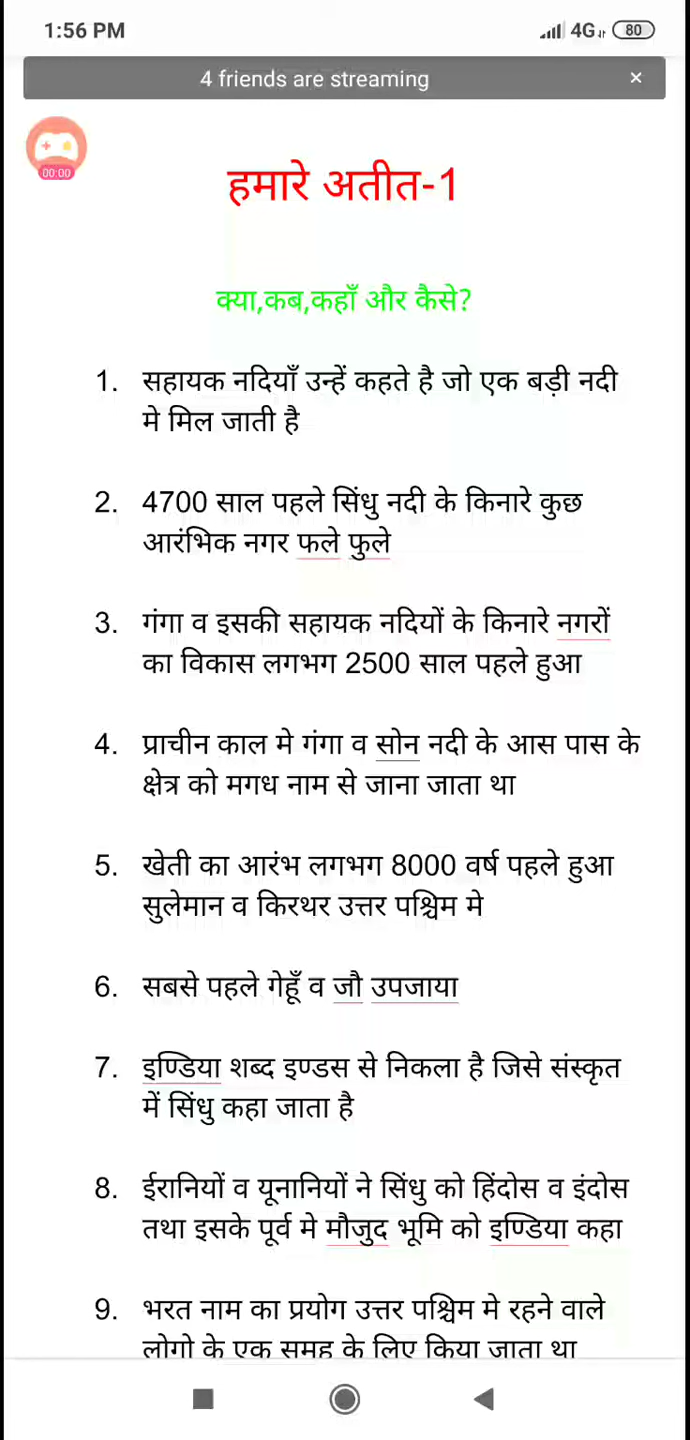 1:56 PM
4G
80
4 friends are streaming
×
00:00
हमारे अतीत-1
क्या,कब,कहाँ और कैसे?
1. सहायक नदियाँ उन्हें कहते है जो एक बड़ी नदी
मे मिल जाती है
2. 4700 साल पहले सिंधु नदी के किनारे कुछ
आरंभिक नगर फले फुले
3. गंगा व इसकी सहायक नदियों के किनारे नगरों
का विकास लगभग 2500 साल पहले हुआ
4. प्राचीन काल मे गंगा व सोन नदी के आस पास के
क्षेत्र को मगध नाम से जाना जाता था
5. खेती का आरंभ लगभग 8000 वर्ष पहले हुआ
सुलेमान व किरथर उत्तर पश्चिम मे
6. सबसे पहले गेहूँ व जौ उपजाया
7. इण्डिया शब्द इण्डस से निकला है जिसे संस्कृत
में सिंधु कहा जाता है
8. ईरानियों व यूनानियों ने सिंधु को हिंदोस व इंदोस
तथा इसके पूर्व मे मौजुद भूमि को इण्डिया कहा
9. भरत नाम का प्रयोग उत्तर पश्चिम मे रहने वाले
लोगो के एक समूह के लिए किया जाता था